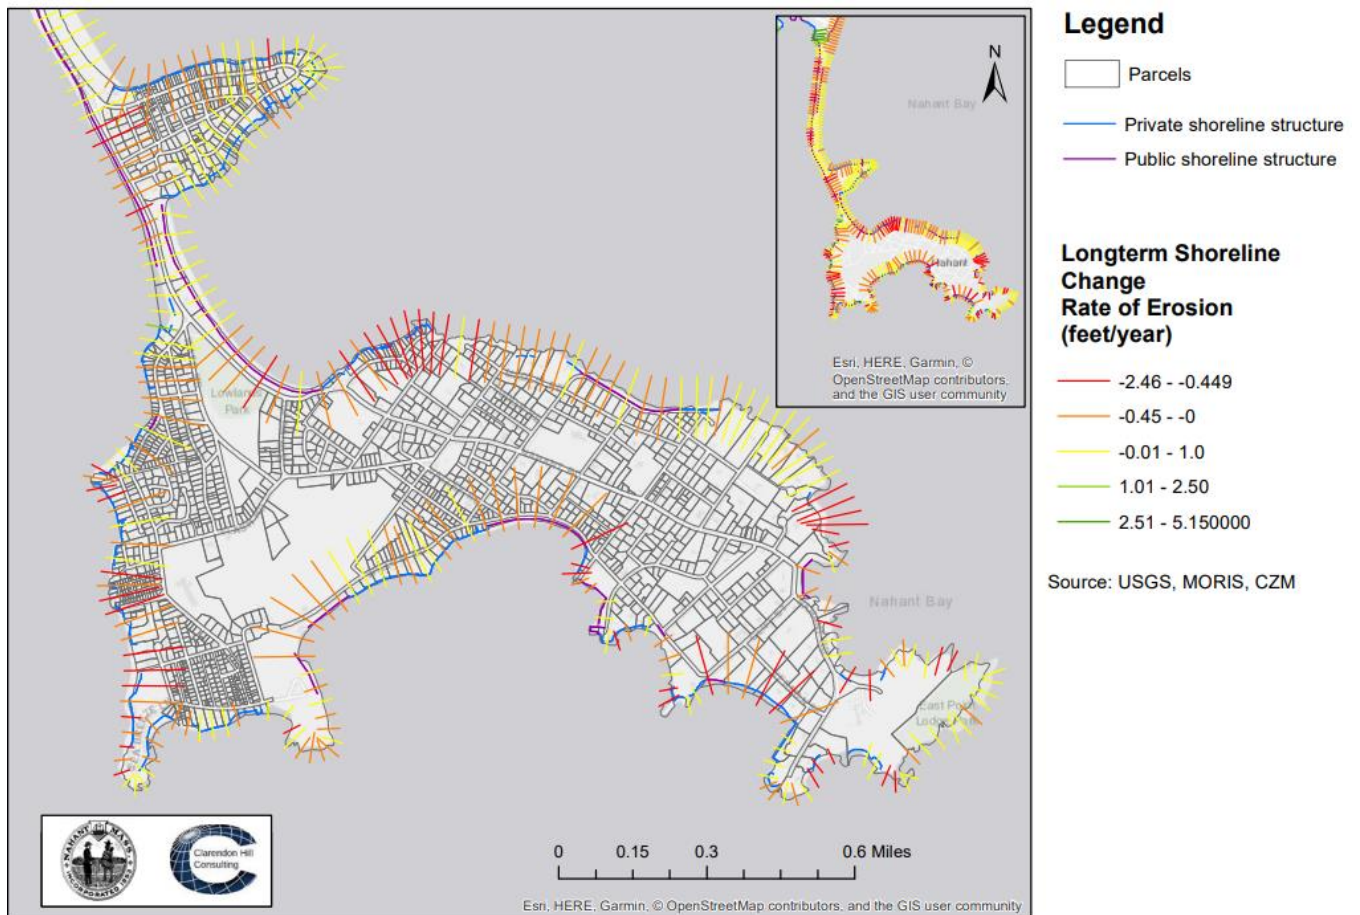 Legend
Parcels
Private shoreline structure
Public shoreline structure
Longterm Shoreline
Change
Rate of Erosion
(feet/year)
-2.46 - -0.449
-0.45 - -0
-0.01 - 1.0
1.01 - 2.50
2.51 - 5.150000
Source: USGS, MORIS, CZM
N
Nahant Bay
Nahant
Esri, HERE, Garmin, ©
OpenStreetMap contributors,
and the GIS user community
Lowlands
Park
Nahant Bay
East Point
Lodge Park
NAHANT MASS.
INCORPORATED 1853
Clarendon Hill
Consulting
0 0.15 0.3 0.6 Miles
Esri, HERE, Garmin, © OpenStreetMap contributors, and the GIS user community